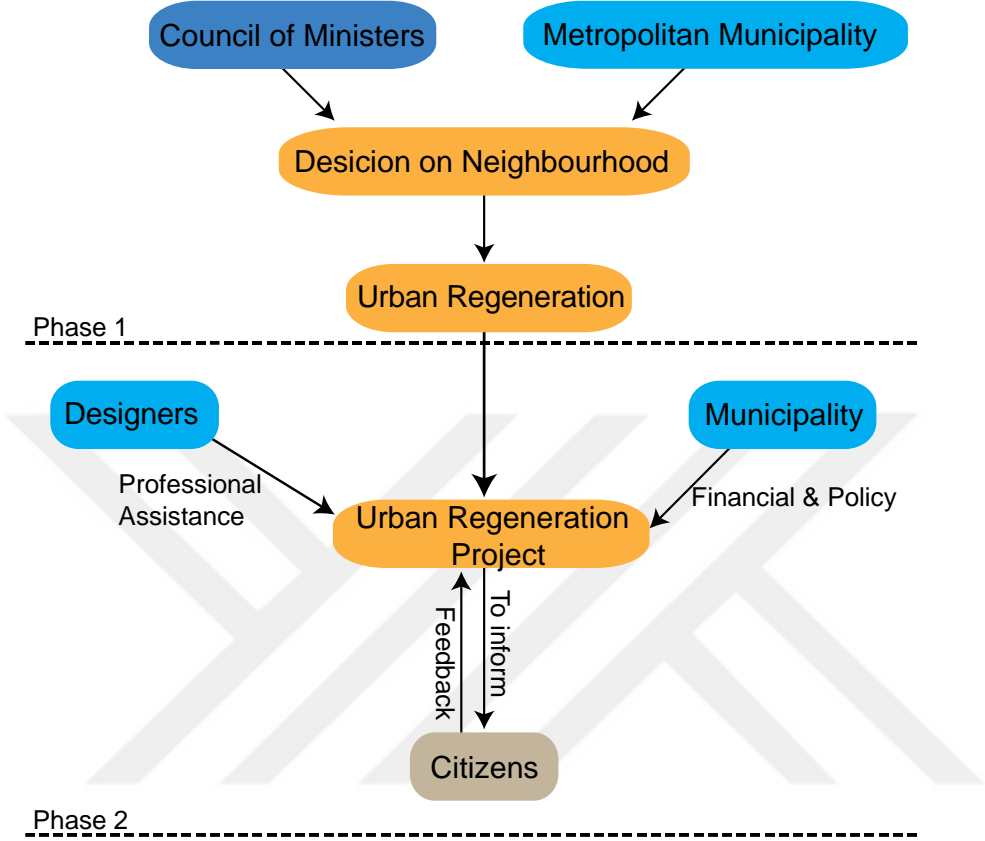 Council of Ministers
Metropolitan Municipality
Desicion on Neighbourhood
Urban Regeneration
Phase 1
Designers
Municipality
Professional
Assistance
Financial & Policy
Urban Regeneration
Project
Feedback
To inform
Citizens
Phase 2